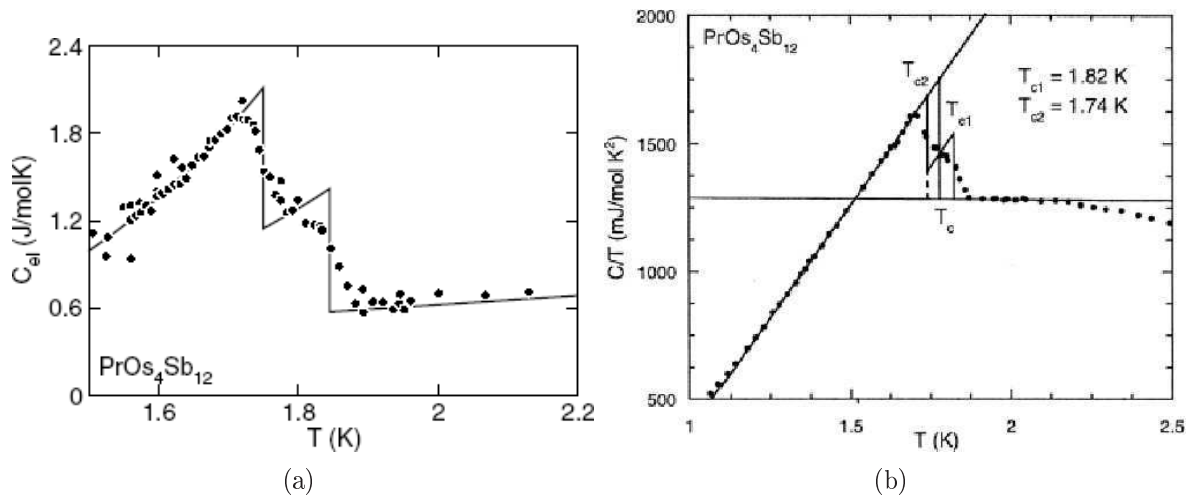 2.4
1.8
1.2
0.6
0
C_el (J/molK)
PrOs₄Sb₁₂
1.6
1.8
2
2.2
T (K)
(a)
2000
1500
1000
500
C/T (mJ/mol K²)
PrOs₄Sb₁₂
T_c2
T_c1
T_c
T_c1 = 1.82 K
T_c2 = 1.74 K
1
1.5
2
2.5
T (K)
(b)